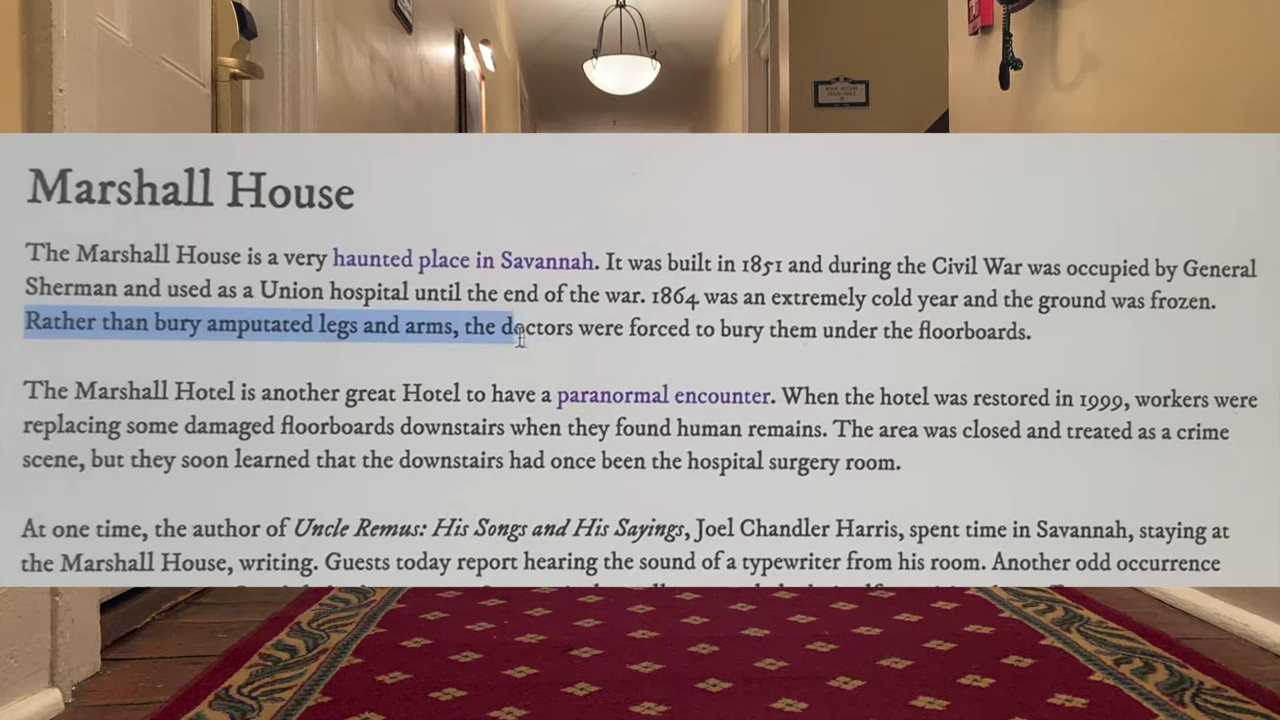 Marshall House
The Marshall House is a very haunted place in Savannah. It was built in 1851 and during the Civil War was occupied by General
Sherman and used as a Union hospital until the end of the war. 1864 was an extremely cold year and the ground was frozen.
Rather than bury amputated legs and arms, the doctors were forced to bury them under the floorboards.
The Marshall Hotel is another great Hotel to have a paranormal encounter. When the hotel was restored in 1999, workers were
replacing some damaged floorboards downstairs when they found human remains. The area was closed and treated as a crime
scene, but they soon learned that the downstairs had once been the hospital surgery room.
At one time, the author of Uncle Remus: His Songs and His Sayings, Joel Chandler Harris, spent time in Savannah, staying at
the Marshall House, writing. Guests today report hearing the sound of a typewriter from his room. Another odd occurrence